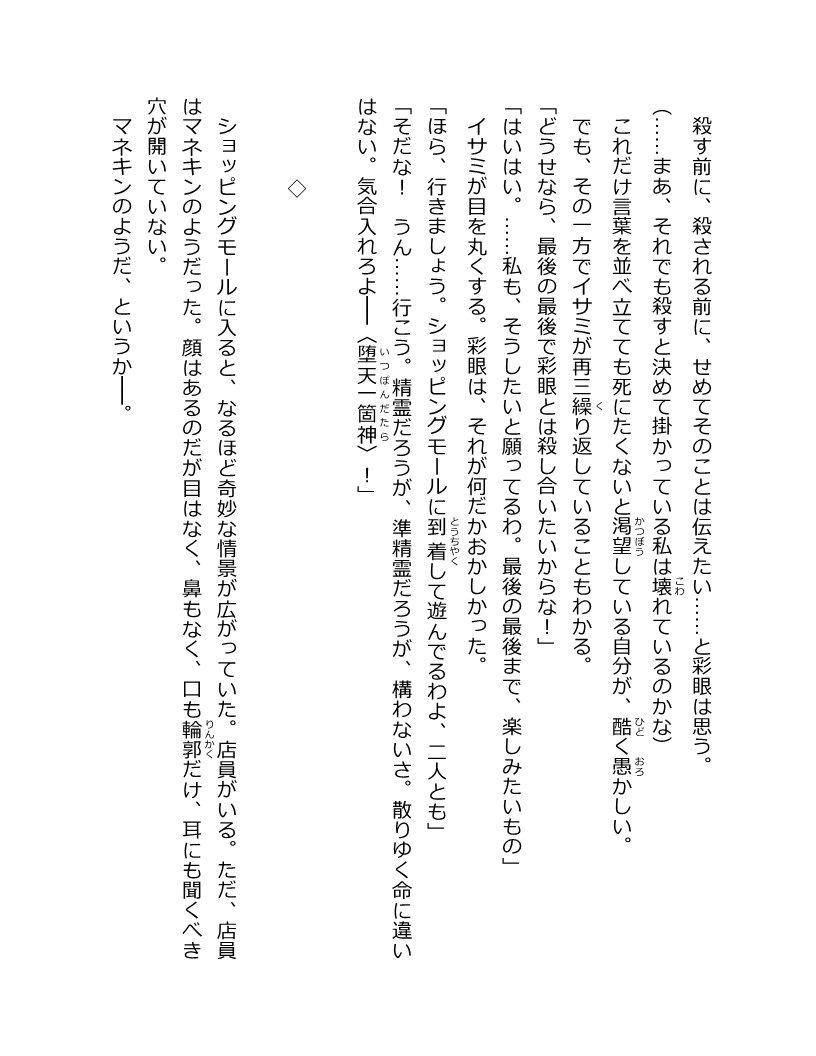 殺す前に、殺される前に、せめてそのことは伝えたい……と彩眼は思う。
（……まあ、それでも殺すと決めて掛かっている私は壊れているのかな）
　これだけ言葉を並べ立てても死にたくないと渇望している自分が、酷く愚かしい。
　でも、その一方でイサミが再三繰り返していることもわかる。
「どうせなら、最後の最後で彩眼とは殺し合いたいからな！」
「はいはい。……私も、そうしたいと願ってるわ。最後の最後まで、楽しみたいもの」
　イサミが目を丸くする。彩眼は、それが何だかおかしかった。
「ほら、行きましょう。ショッピングモールに到着して遊んでるわよ、二人とも」
「そだな！　うん……行こう。精霊だろうが、準精霊だろうが、構わないさ。散りゆく命に違い
はない。気合入れろよ――〈堕天一箇神〉！」
◇
　ショッピングモールに入ると、なるほど奇妙な情景が広がっていた。店員がいる。ただ、店員
はマネキンのようだった。顔はあるのだが目はなく、鼻もなく、口も輪郭だけ、耳にも聞くべき
穴が開いていない。
　マネキンのようだ、というか――。